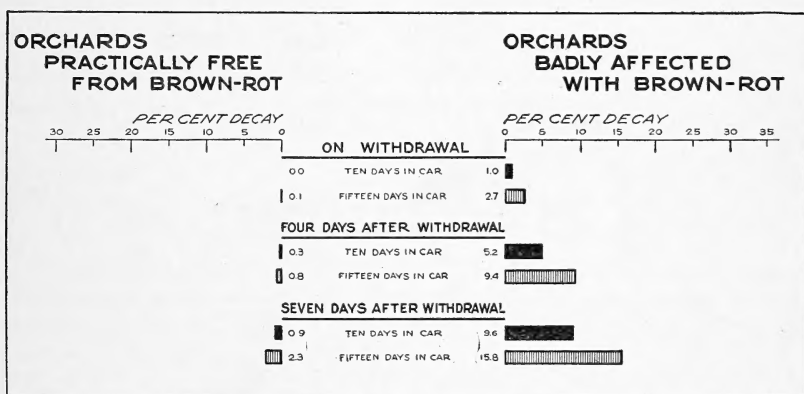 ORCHARDS
PRACTICALLY FREE
FROM BROWN-ROT
ORCHARDS
BADLY AFFECTED
WITH BROWN-ROT
PER CENT DECAY
30 25 20 15 10 5 0
PER CENT DECAY
0 5 10 15 20 25 30 35
ON WITHDRAWAL
0.0 TEN DAYS IN CAR 1.0
0.1 FIFTEEN DAYS IN CAR 2.7
FOUR DAYS AFTER WITHDRAWAL
0.3 TEN DAYS IN CAR 5.2
0.8 FIFTEEN DAYS IN CAR 9.4
SEVEN DAYS AFTER WITHDRAWAL
0.9 TEN DAYS IN CAR 9.6
2.3 FIFTEEN DAYS IN CAR 15.8